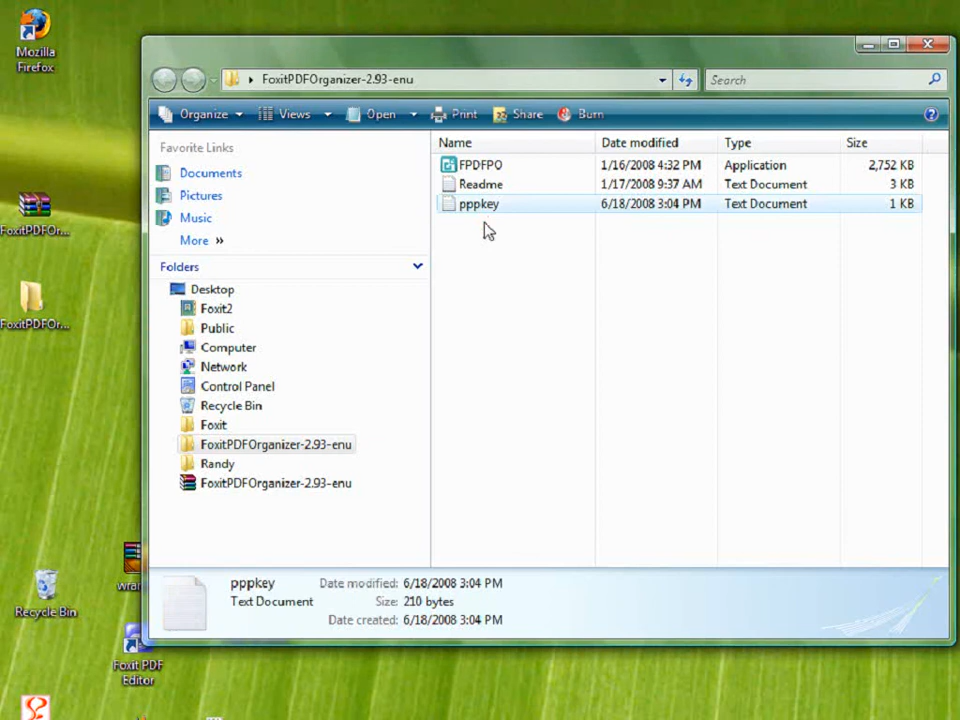 Mozilla
Firefox
FoxitPDFOr...
FoxitPDFOr...
Recycle Bin
Foxit PDF
Editor
FoxitPDFOrganizer-2.93-enu
Search
Organize Views Open Print Share Burn
Favorite Links
Documents
Pictures
Music
More »
Folders
Desktop
Foxit2
Public
Computer
Network
Control Panel
Recycle Bin
Foxit
FoxitPDFOrganizer-2.93-enu
Randy
FoxitPDFOrganizer-2.93-enu
Name Date modified Type Size
FPDFPO 1/16/2008 4:32 PM Application 2,752 KB
Readme 1/17/2008 9:37 AM Text Document 3 KB
pppkey 6/18/2008 3:04 PM Text Document 1 KB
pppkey Date modified: 6/18/2008 3:04 PM
Text Document Size: 210 bytes
Date created: 6/18/2008 3:04 PM